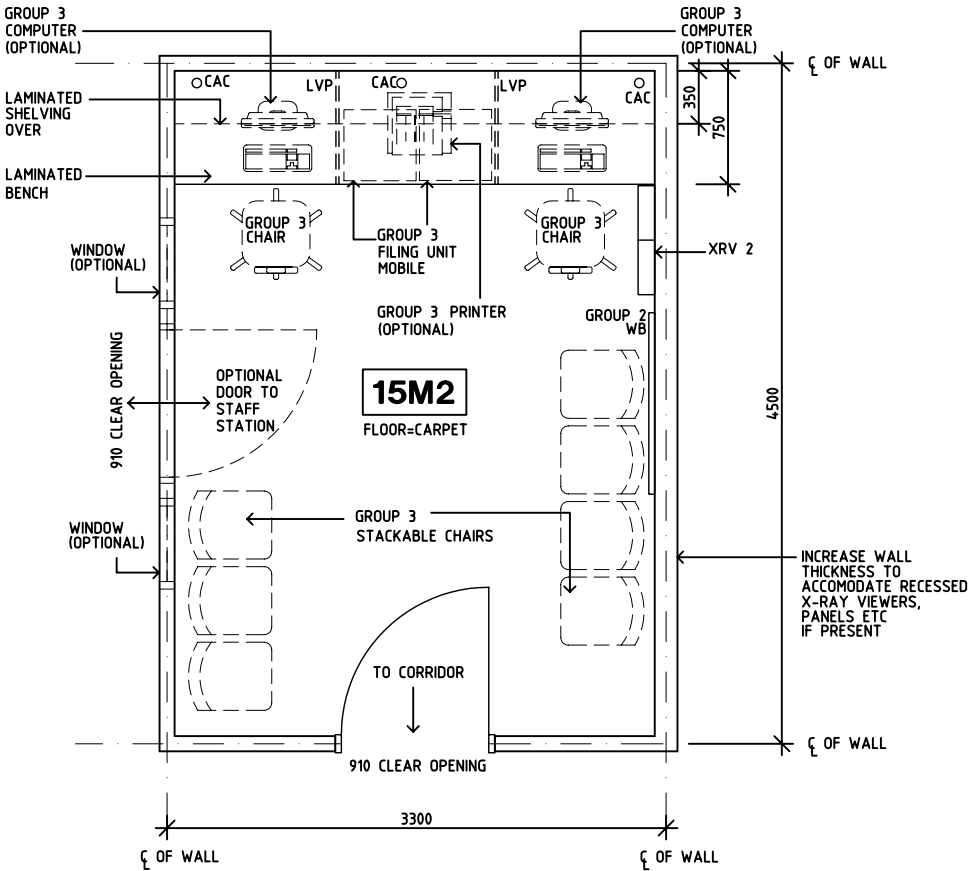 GROUP 3
COMPUTER
(OPTIONAL)
GROUP 3
COMPUTER
(OPTIONAL)
℄ OF WALL
CAC
LVP
CAC
LVP
CAC
350
750
LAMINATED
SHELVING
OVER
LAMINATED
BENCH
GROUP 3
CHAIR
GROUP 3
CHAIR
GROUP 3
FILING UNIT
MOBILE
XRV 2
WINDOW
(OPTIONAL)
GROUP 3 PRINTER
(OPTIONAL)
GROUP 2
WB
910 CLEAR OPENING
OPTIONAL
DOOR TO
STAFF
STATION
15M2
FLOOR=CARPET
4500
WINDOW
(OPTIONAL)
GROUP 3
STACKABLE CHAIRS
INCREASE WALL
THICKNESS TO
ACCOMODATE RECESSED
X-RAY VIEWERS,
PANELS ETC
IF PRESENT
TO CORRIDOR
910 CLEAR OPENING
℄ OF WALL
3300
℄ OF WALL
℄ OF WALL